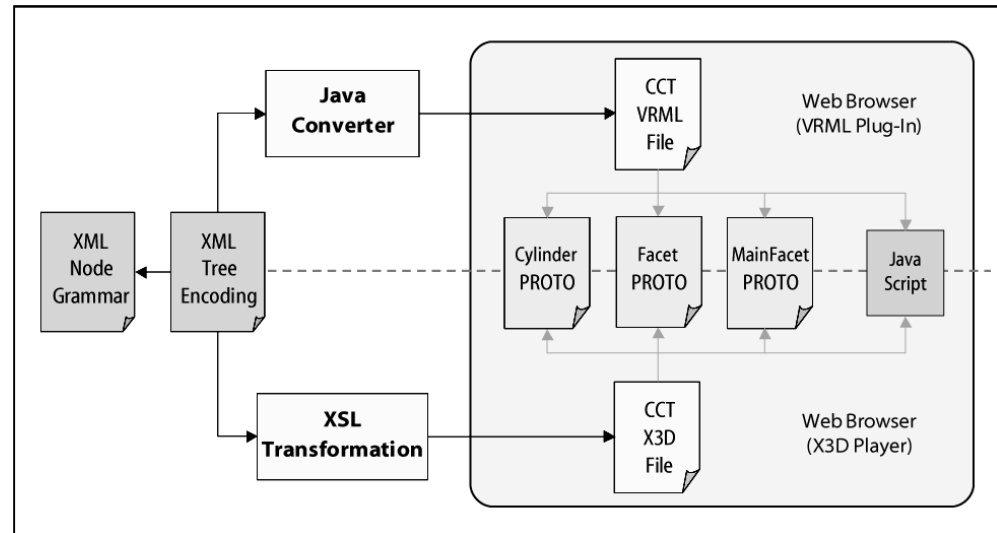 Java
Converter
CCT
VRML
File
Web Browser
(VRML Plug-In)
XML
Node
Grammar
XML
Tree
Encoding
Cylinder
PROTO
Facet
PROTO
MainFacet
PROTO
Java
Script
XSL
Transformation
CCT
X3D
File
Web Browser
(X3D Player)